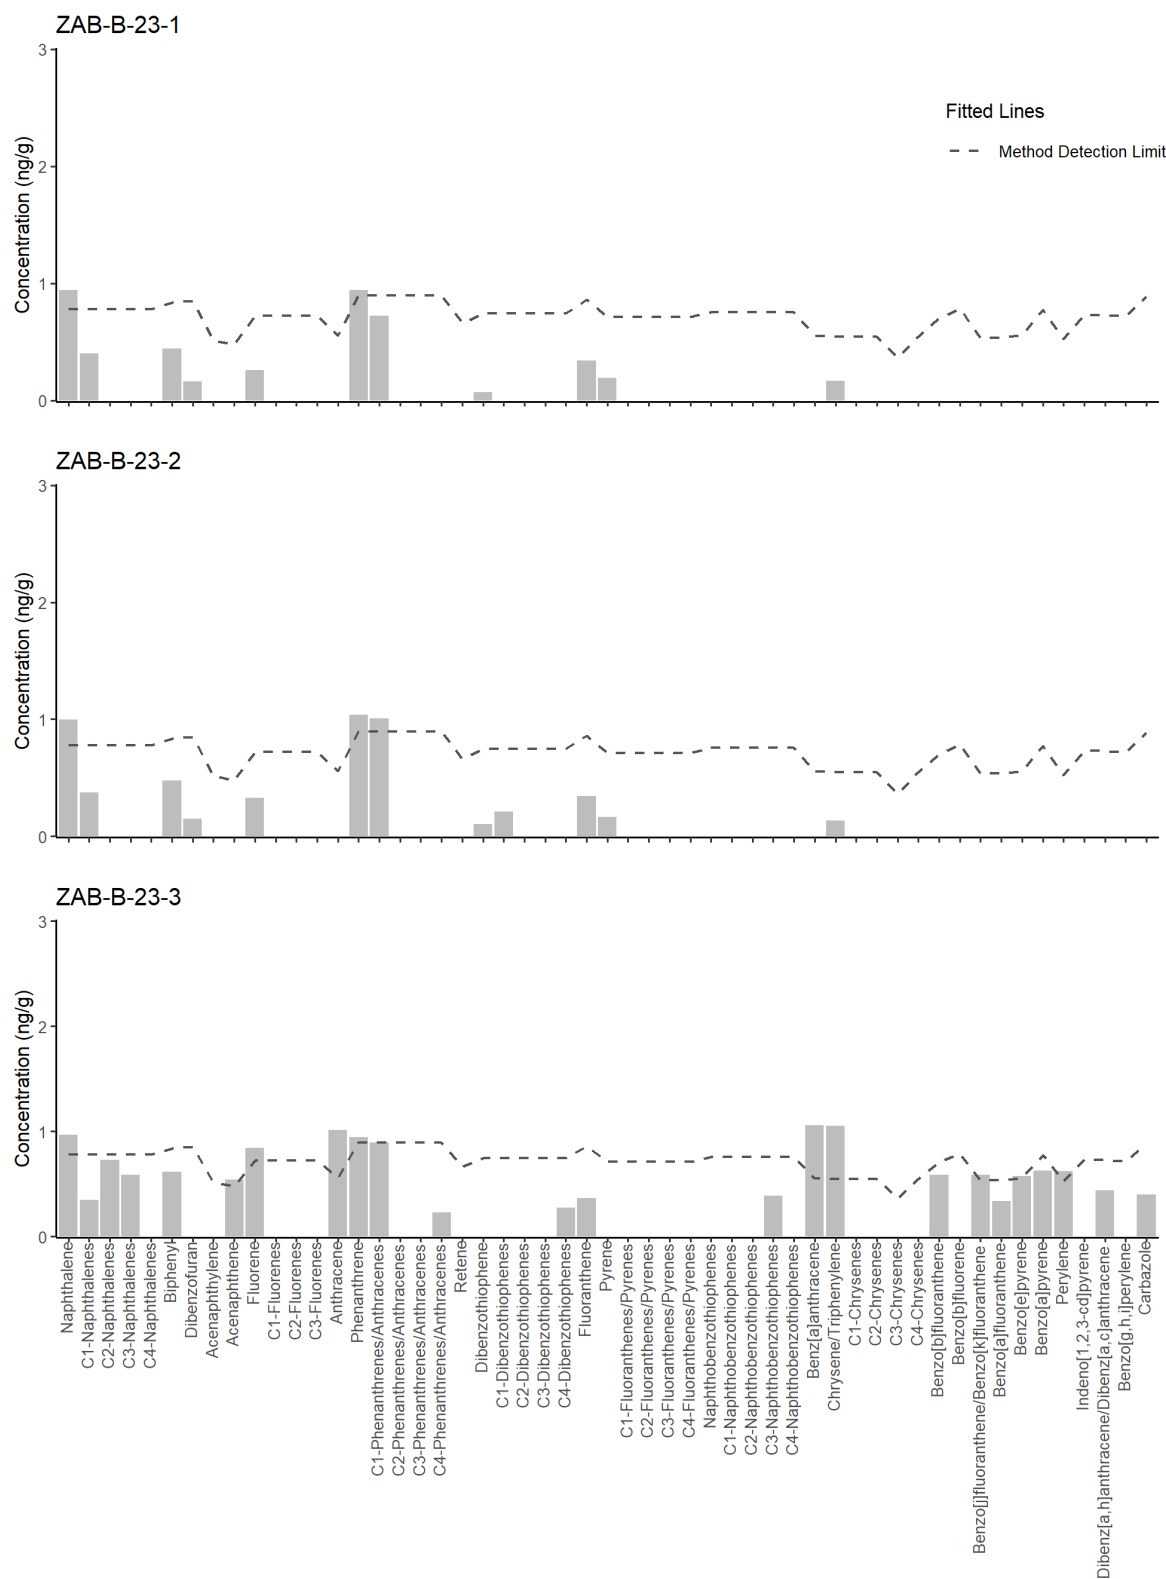 ZAB-B-23-1
3
2
1
0
Concentration (ng/g)
Fitted Lines
Method Detection Limit
ZAB-B-23-2
3
2
1
0
Concentration (ng/g)
ZAB-B-23-3
3
2
1
0
Concentration (ng/g)
Naphthalene
C1-Naphthalenes
C2-Naphthalenes
C3-Naphthalenes
C4-Naphthalenes
Biphenyl
Dibenzofuran
Acenaphthylene
Acenaphthene
Fluorene
C1-Fluorenes
C2-Fluorenes
C3-Fluorenes
Anthracene
Phenanthrene
C1-Phenanthrenes/Anthracenes
C2-Phenanthrenes/Anthracenes
C3-Phenanthrenes/Anthracenes
C4-Phenanthrenes/Anthracenes
Retene
Dibenzothiophene
C1-Dibenzothiophenes
C2-Dibenzothiophenes
C3-Dibenzothiophenes
C4-Dibenzothiophenes
Fluoranthene
Pyrene
C1-Fluoranthenes/Pyrenes
C2-Fluoranthenes/Pyrenes
C3-Fluoranthenes/Pyrenes
C4-Fluoranthenes/Pyrenes
Naphthobenzothiophenes
C1-Naphthobenzothiophenes
C2-Naphthobenzothiophenes
C3-Naphthobenzothiophenes
C4-Naphthobenzothiophenes
Benz[a]anthracene
Chrysene/Triphenylene
C1-Chrysenes
C2-Chrysenes
C3-Chrysenes
C4-Chrysenes
Benzo[b]fluoranthene
Benzo[b]fluorene
Benzo[j]fluoranthene/Benzo[k]fluoranthene
Benzo[a]fluoranthene
Benzo[e]pyrene
Benzo[a]pyrene
Perylene
Indeno[1,2,3-cd]pyrene
Dibenz[a,h]anthracene/Dibenz[a,c]anthracene
Benzo[g,h,i]perylene
Carbazole